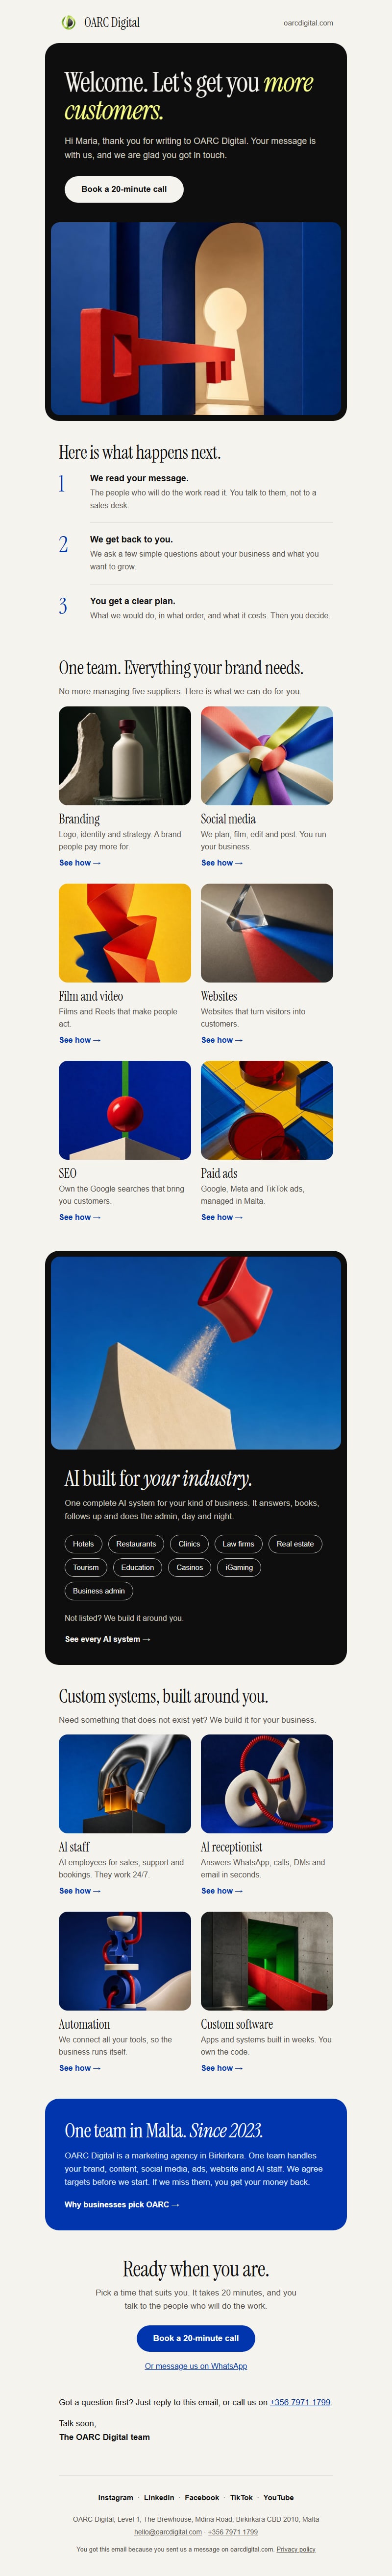 OARC Digital
oarcdigital.com
Welcome. Let's get you more
customers.
Hi Maria, thank you for writing to OARC Digital. Your message is
with us, and we are glad you got in touch.
Book a 20-minute call
Here is what happens next.
1
We read your message.
The people who will do the work read it. You talk to them, not to a
sales desk.
2
We get back to you.
We ask a few simple questions about your business and what you
want to grow.
3
You get a clear plan.
What we would do, in what order, and what it costs. Then you decide.
One team. Everything your brand needs.
No more managing five suppliers. Here is what we can do for you.
Branding
Logo, identity and strategy. A brand
people pay more for.
See how →
Social media
We plan, film, edit and post. You run
your business.
See how →
Film and video
Films and Reels that make people
act.
See how →
Websites
Websites that turn visitors into
customers.
See how →
SEO
Own the Google searches that bring
you customers.
See how →
Paid ads
Google, Meta and TikTok ads,
managed in Malta.
See how →
AI built for your industry.
One complete AI system for your kind of business. It answers, books,
follows up and does the admin, day and night.
Hotels Restaurants Clinics Law firms Real estate
Tourism Education Casinos iGaming
Business admin
Not listed? We build it around you.
See every AI system →
Custom systems, built around you.
Need something that does not exist yet? We build it for your business.
AI staff
AI employees for sales, support and
bookings. They work 24/7.
See how →
AI receptionist
Answers WhatsApp, calls, DMs and
email in seconds.
See how →
Automation
We connect all your tools, so the
business runs itself.
See how →
Custom software
Apps and systems built in weeks. You
own the code.
See how →
One team in Malta. Since 2023.
OARC Digital is a marketing agency in Birkirkara. One team handles
your brand, content, social media, ads, website and AI staff. We agree
targets before we start. If we miss them, you get your money back.
Why businesses pick OARC →
Ready when you are.
Pick a time that suits you. It takes 20 minutes, and you
talk to the people who will do the work.
Book a 20-minute call
Or message us on WhatsApp
Got a question first? Just reply to this email, or call us on +356 7971 1799.
Talk soon,
The OARC Digital team
Instagram · LinkedIn · Facebook · TikTok · YouTube
OARC Digital, Level 1, The Brewhouse, Mdina Road, Birkirkara CBD 2010, Malta
hello@oarcdigital.com · +356 7971 1799
You got this email because you sent us a message on oarcdigital.com. Privacy policy